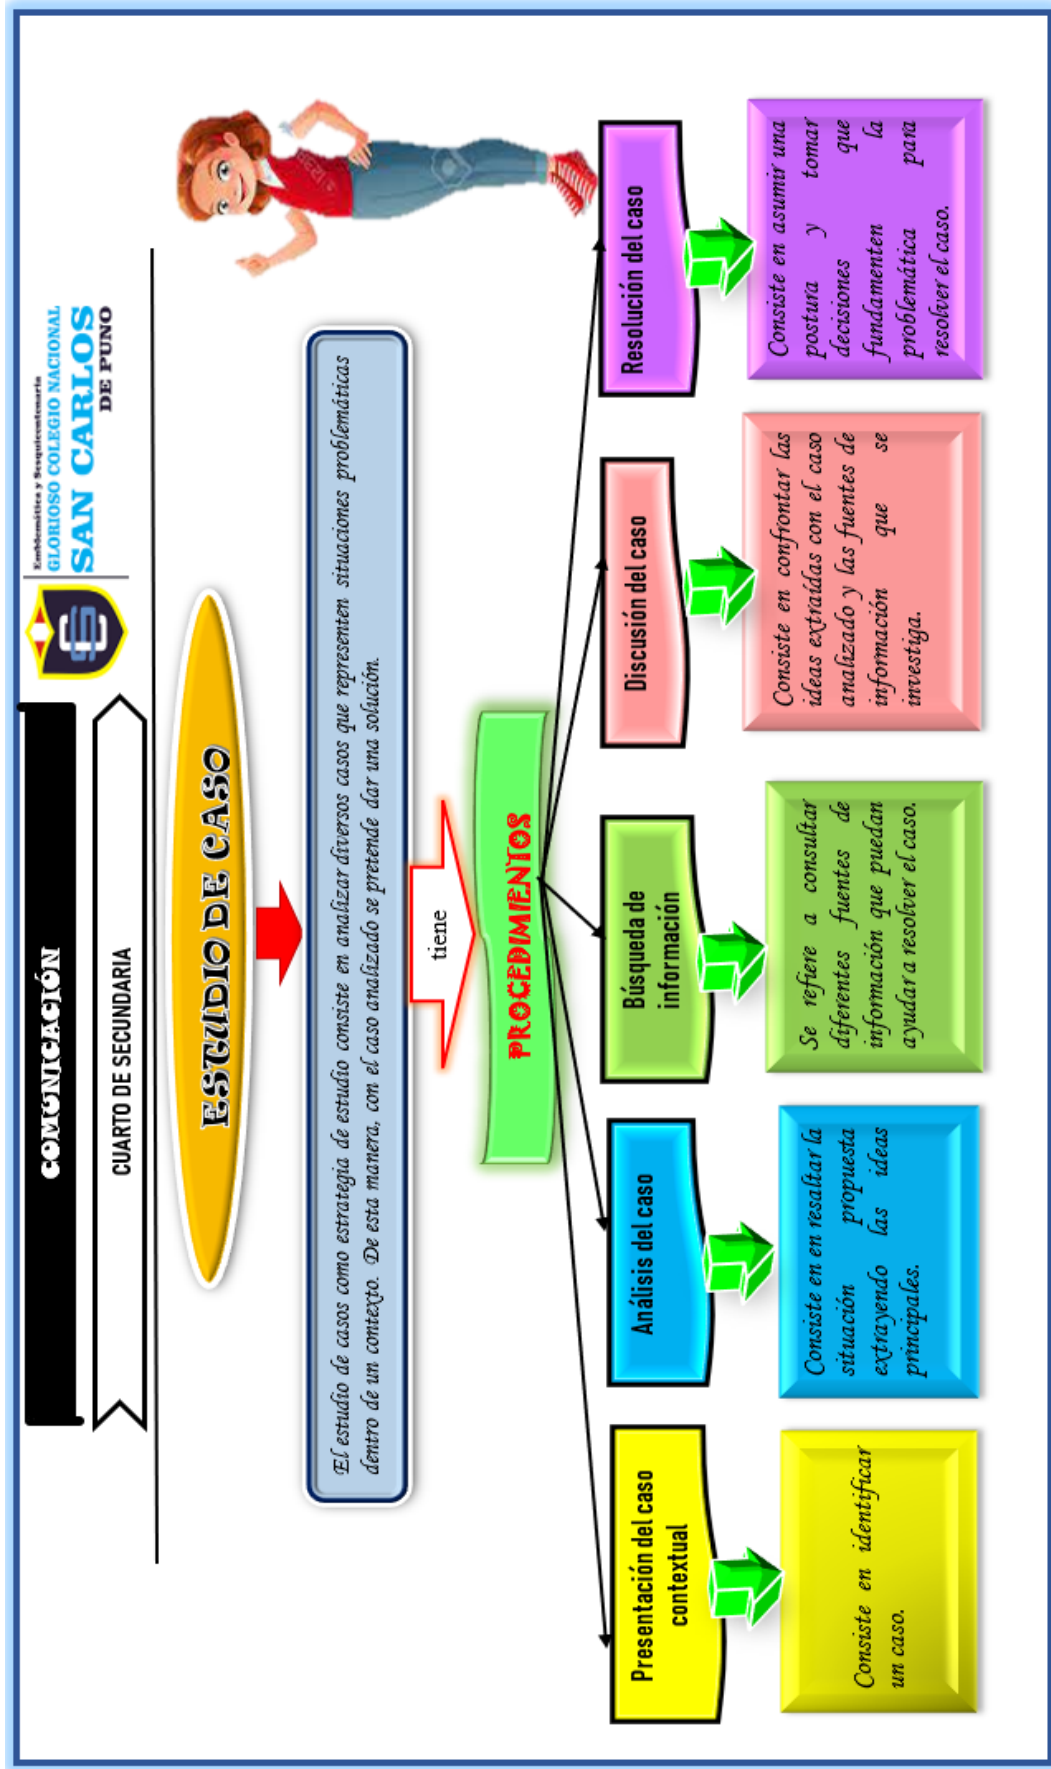 COMUNICACIÓN
CUARTO DE SECUNDARIA
Emblemática y Sesquicentenaria
GLORIOSO COLEGIO NACIONAL
SAN CARLOS
DE PUNO
ESTUDIO DE CASO
El estudio de casos como estrategia de estudio consiste en analizar diversos casos que representen situaciones problemáticas
dentro de un contexto. De esta manera, con el caso analizado se pretende dar una solución.
tiene
PROCEDIMIENTOS
Presentación del caso
contextual
Consiste en identificar
un caso.
Análisis del caso
Consiste en en resaltar la
situación propuesta
extrayendo las ideas
principales.
Búsqueda de
información
Se refiere a consultar
diferentes fuentes de
información que puedan
ayudar a resolver el caso.
Discusión del caso
Consiste en confrontar las
ideas extraídas con el caso
analizado y las fuentes de
información que se
investiga.
Resolución del caso
Consiste en asumir una
postura y tomar
decisiones que
fundamenten la
problemática para
resolver el caso.